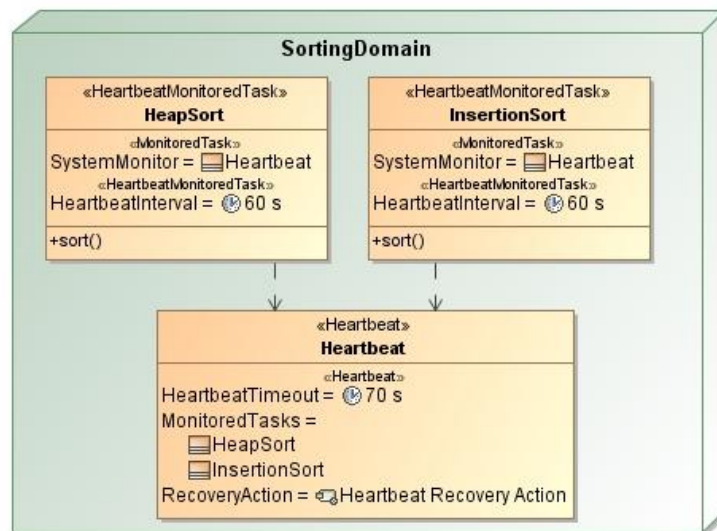 SortingDomain
«HeartbeatMonitoredTask»
HeapSort
«MonitoredTask»
SystemMonitor = Heartbeat
«HeartbeatMonitoredTask»
HeartbeatInterval = 60 s
+sort()
«HeartbeatMonitoredTask»
InsertionSort
«MonitoredTask»
SystemMonitor = Heartbeat
«HeartbeatMonitoredTask»
HeartbeatInterval = 60 s
+sort()
«Heartbeat»
Heartbeat
«Heartbeat»
HeartbeatTimeout = 70 s
MonitoredTasks =
HeapSort
InsertionSort
RecoveryAction = Heartbeat Recovery Action